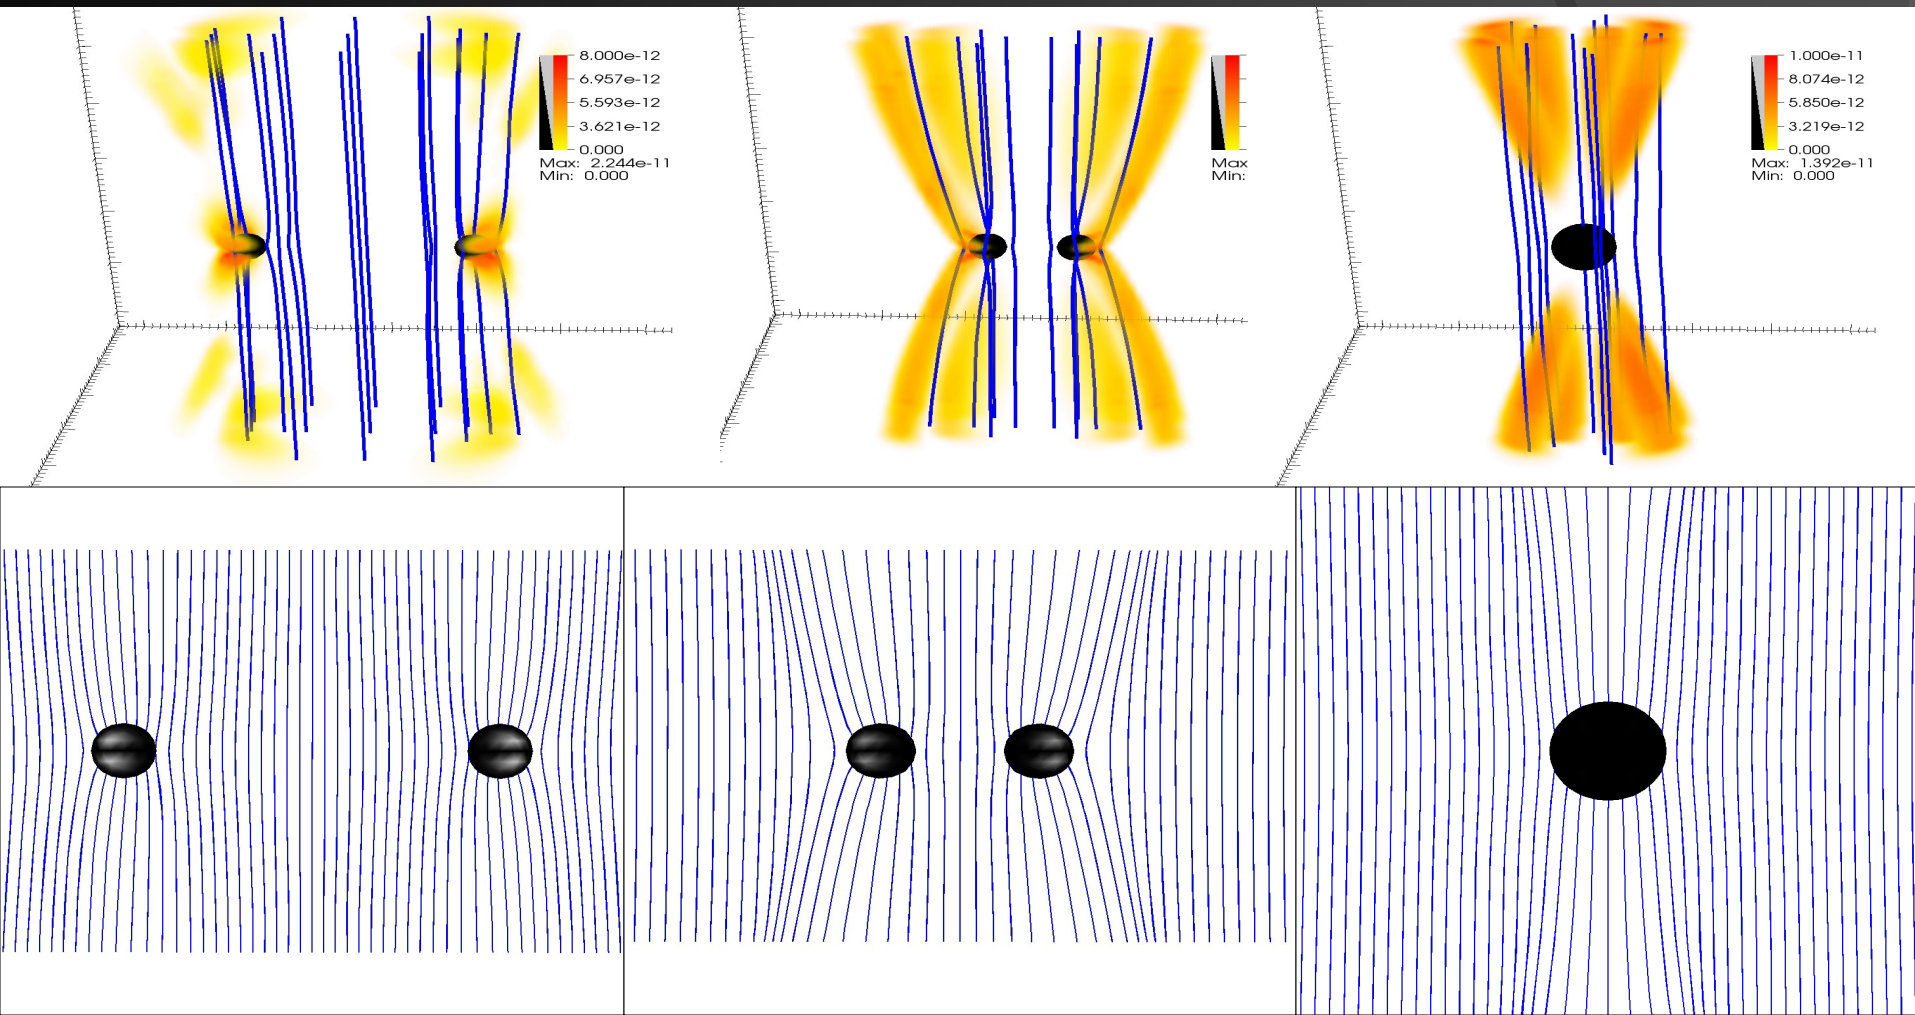 8.000e-12
6.957e-12
5.593e-12
3.621e-12
0.000
Max: 2.244e-11
Min: 0.000
Max
Min:
1.000e-11
8.074e-12
5.850e-12
3.219e-12
0.000
Max: 1.392e-11
Min: 0.000